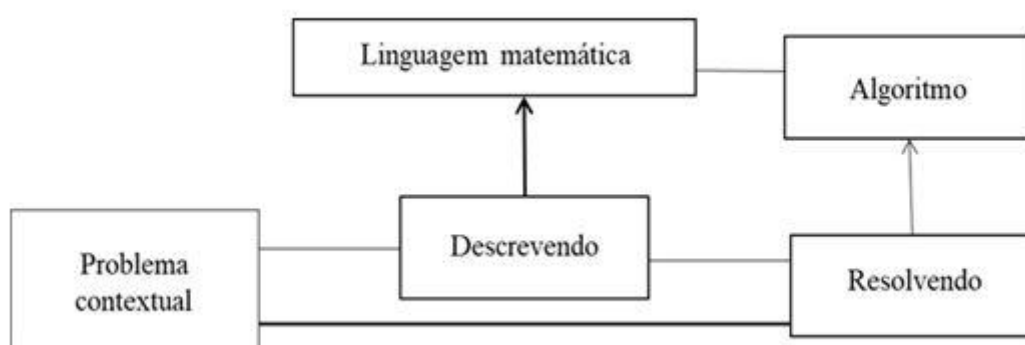 Linguagem matemática
Algoritmo
Descrevendo
Problema
contextual
Resolvendo